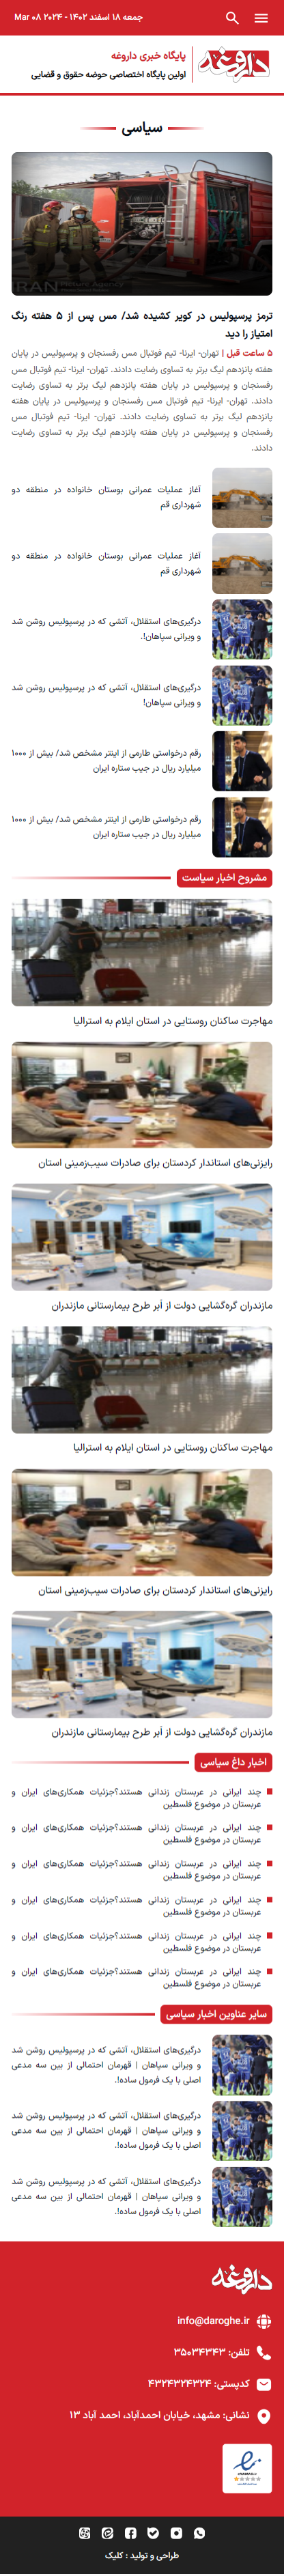 جمعه ۱۸ اسفند ۱۴۰۲ - ۲۰۲۴ Mar ۰۸
داروغه
پایگاه خبری داروغه
اولین پایگاه اختصاصی حوضه حقوق و قضایی
سیاسی
ترمز پرسپولیس در کویر کشیده شد/ مس پس از ۵ هفته رنگ
امتیاز را دید
۵ ساعت قبل | تهران- ایرنا- تیم فوتبال مس رفسنجان و پرسپولیس در پایان
هفته پانزدهم لیگ برتر به تساوی رضایت دادند. تهران- ایرنا- تیم فوتبال مس
رفسنجان و پرسپولیس در پایان هفته پانزدهم لیگ برتر به تساوی رضایت
دادند. تهران- ایرنا- تیم فوتبال مس رفسنجان و پرسپولیس در پایان هفته
پانزدهم لیگ برتر به تساوی رضایت دادند. تهران- ایرنا- تیم فوتبال مس
رفسنجان و پرسپولیس در پایان هفته پانزدهم لیگ برتر به تساوی رضایت
دادند.
آغاز عملیات عمرانی بوستان خانواده در منطقه دو
شهرداری قم
آغاز عملیات عمرانی بوستان خانواده در منطقه دو
شهرداری قم
درگیری‌های استقلال، آتشی که در پرسپولیس روشن شد
و ویرانی سپاهان!.
درگیری‌های استقلال، آتشی که در پرسپولیس روشن شد
و ویرانی سپاهان!
رقم درخواستی طارمی از اینتر مشخص شد/ بیش از ۱۰۰۰
میلیارد ریال در جیب ستاره ایران
رقم درخواستی طارمی از اینتر مشخص شد/ بیش از ۱۰۰۰
میلیارد ریال در جیب ستاره ایران
مشروح اخبار سیاست
مهاجرت ساکنان روستایی در استان ایلام به استرالیا
رایزنی‌های استاندار کردستان برای صادرات سیب‌زمینی استان
مازندران گره‌گشایی دولت از اَبر طرح بیمارستانی مازندران
مهاجرت ساکنان روستایی در استان ایلام به استرالیا
رایزنی‌های استاندار کردستان برای صادرات سیب‌زمینی استان
مازندران گره‌گشایی دولت از اَبر طرح بیمارستانی مازندران
اخبار داغ سیاسی
چند ایرانی در عربستان زندانی هستند؟جزئیات همکاری‌های ایران و
عربستان در موضوع فلسطین
چند ایرانی در عربستان زندانی هستند؟جزئیات همکاری‌های ایران و
عربستان در موضوع فلسطین
چند ایرانی در عربستان زندانی هستند؟جزئیات همکاری‌های ایران و
عربستان در موضوع فلسطین
چند ایرانی در عربستان زندانی هستند؟جزئیات همکاری‌های ایران و
عربستان در موضوع فلسطین
چند ایرانی در عربستان زندانی هستند؟جزئیات همکاری‌های ایران و
عربستان در موضوع فلسطین
چند ایرانی در عربستان زندانی هستند؟جزئیات همکاری‌های ایران و
عربستان در موضوع فلسطین
سایر عناوین اخبار سیاسی
درگیری‌های استقلال، آتشی که در پرسپولیس روشن شد
و ویرانی سپاهان | قهرمان احتمالی از بین سه مدعی
اصلی با یک فرمول ساده!.
درگیری‌های استقلال، آتشی که در پرسپولیس روشن شد
و ویرانی سپاهان | قهرمان احتمالی از بین سه مدعی
اصلی با یک فرمول ساده!.
درگیری‌های استقلال، آتشی که در پرسپولیس روشن شد
و ویرانی سپاهان | قهرمان احتمالی از بین سه مدعی
اصلی با یک فرمول ساده!.
داروغه
info@daroghe.ir
تلفن: ۳۵۰۳۴۳۴۳
کدپستی: ۴۳۲۴۳۲۴۳۲۴
نشانی: مشهد، خیابان احمدآباد، احمد آباد ۱۳
طراحی و تولید : کلیک